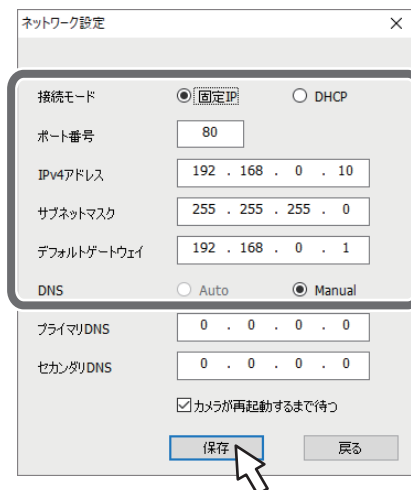 ネットワーク設定
接続モード 固定IP DHCP
ポート番号 80
IPv4アドレス 192 . 168 . 0 . 10
サブネットマスク 255 . 255 . 255 . 0
デフォルトゲートウェイ 192 . 168 . 0 . 1
DNS Auto Manual
プライマリDNS 0 . 0 . 0 . 0
セカンダリDNS 0 . 0 . 0 . 0
カメラが再起動するまで待つ
保存 戻る